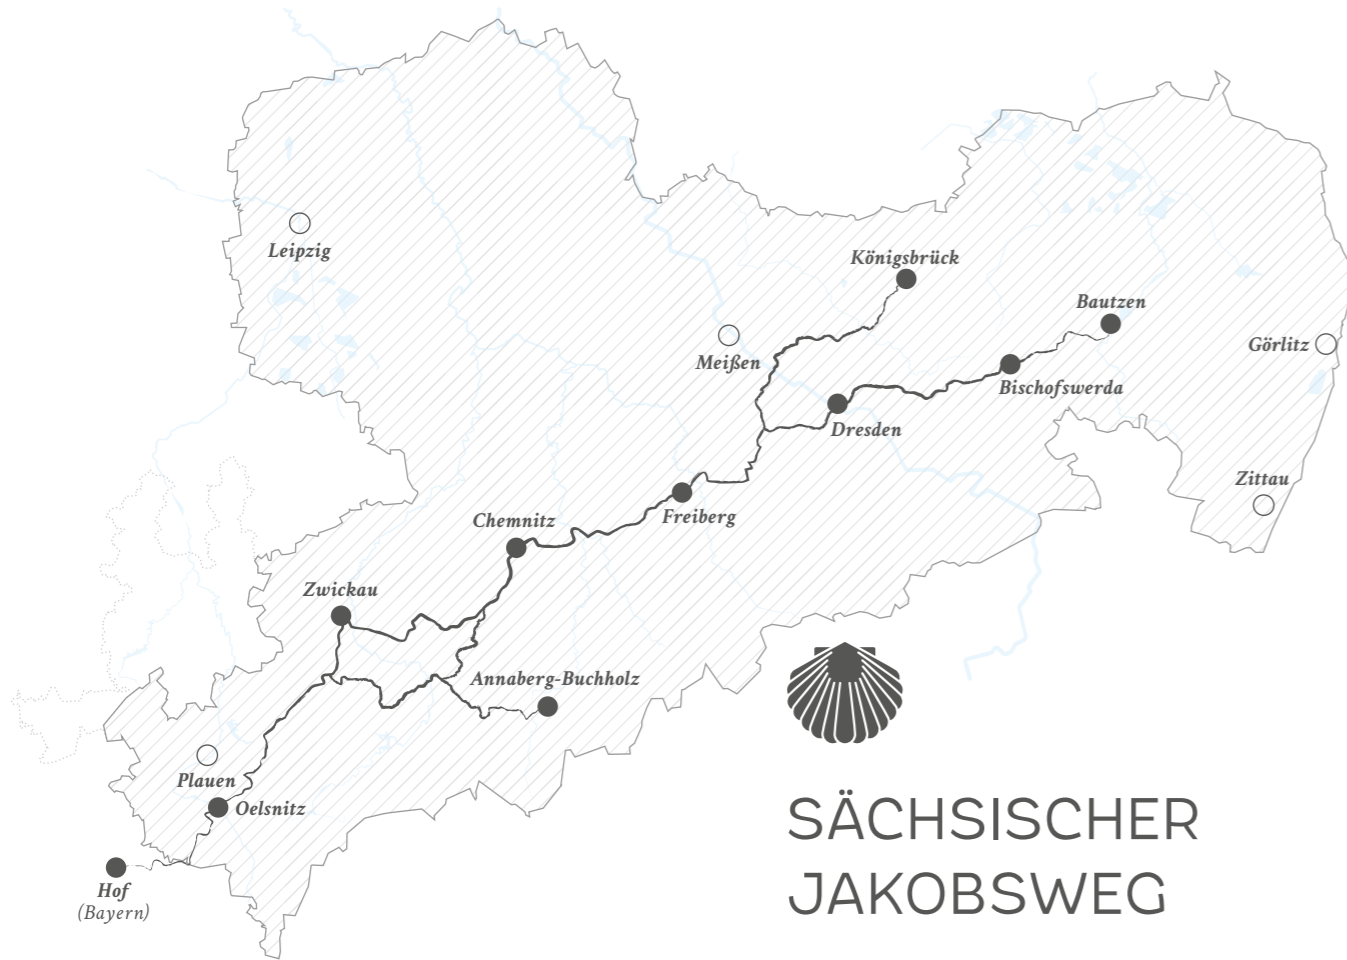 Leipzig
Königsbrück
Bautzen
Meißen
Görlitz
Bischofswerda
Dresden
Zittau
Freiberg
Chemnitz
Zwickau
Annaberg-Buchholz
Plauen
Oelsnitz
Hof
(Bayern)
SÄCHSISCHER
JAKOBSWEG